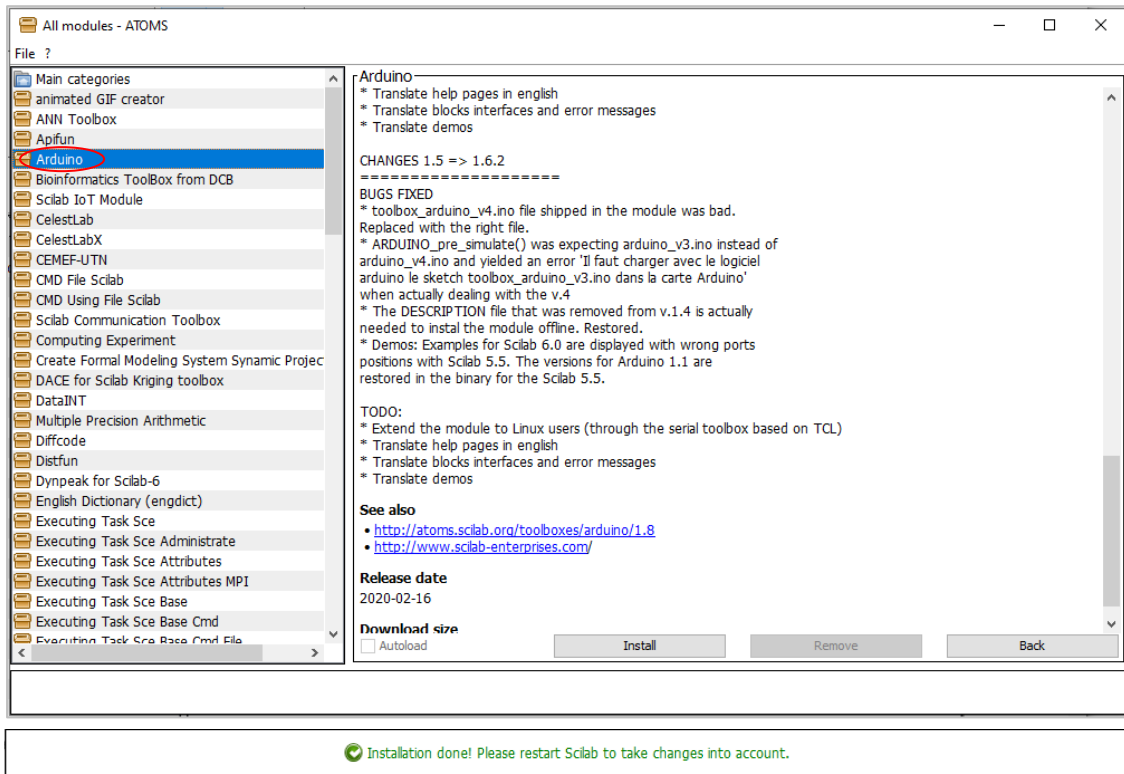 All modules - ATOMS
File ?
Main categories
animated GIF creator
ANN Toolbox
Apifun
Arduino
Bioinformatics ToolBox from DCB
Scilab IoT Module
CelestLab
CelestLabX
CEMEF-UTN
CMD File Scilab
CMD Using File Scilab
Scilab Communication Toolbox
Computing Experiment
Create Formal Modeling System Synamic Projec
DACE for Scilab Kriging toolbox
DataINT
Multiple Precision Arithmetic
Diffcode
Distfun
Dynpeak for Scilab-6
English Dictionary (engdict)
Executing Task Sce
Executing Task Sce Administrate
Executing Task Sce Attributes
Executing Task Sce Attributes MPI
Executing Task Sce Base
Executing Task Sce Base Cmd
Executing Task Sce Base Cmd File
Arduino
* Translate help pages in english
* Translate blocks interfaces and error messages
* Translate demos
CHANGES 1.5 => 1.6.2
====================
BUGS FIXED
* toolbox_arduino_v4.ino file shipped in the module was bad.
Replaced with the right file.
* ARDUINO_pre_simulate() was expecting arduino_v3.ino instead of
arduino_v4.ino and yielded an error 'Il faut charger avec le logiciel
arduino le sketch toolbox_arduino_v3.ino dans la carte Arduino'
when actually dealing with the v.4
* The DESCRIPTION file that was removed from v.1.4 is actually
needed to instal the module offline. Restored.
* Demos: Examples for Scilab 6.0 are displayed with wrong ports
positions with Scilab 5.5. The versions for Arduino 1.1 are
restored in the binary for the Scilab 5.5.
TODO:
* Extend the module to Linux users (through the serial toolbox based on TCL)
* Translate help pages in english
* Translate blocks interfaces and error messages
* Translate demos
See also
• http://atoms.scilab.org/toolboxes/arduino/1.8
• http://www.scilab-enterprises.com/
Release date
2020-02-16
Download size
Autoload
Install
Remove
Back
Installation done! Please restart Scilab to take changes into account.